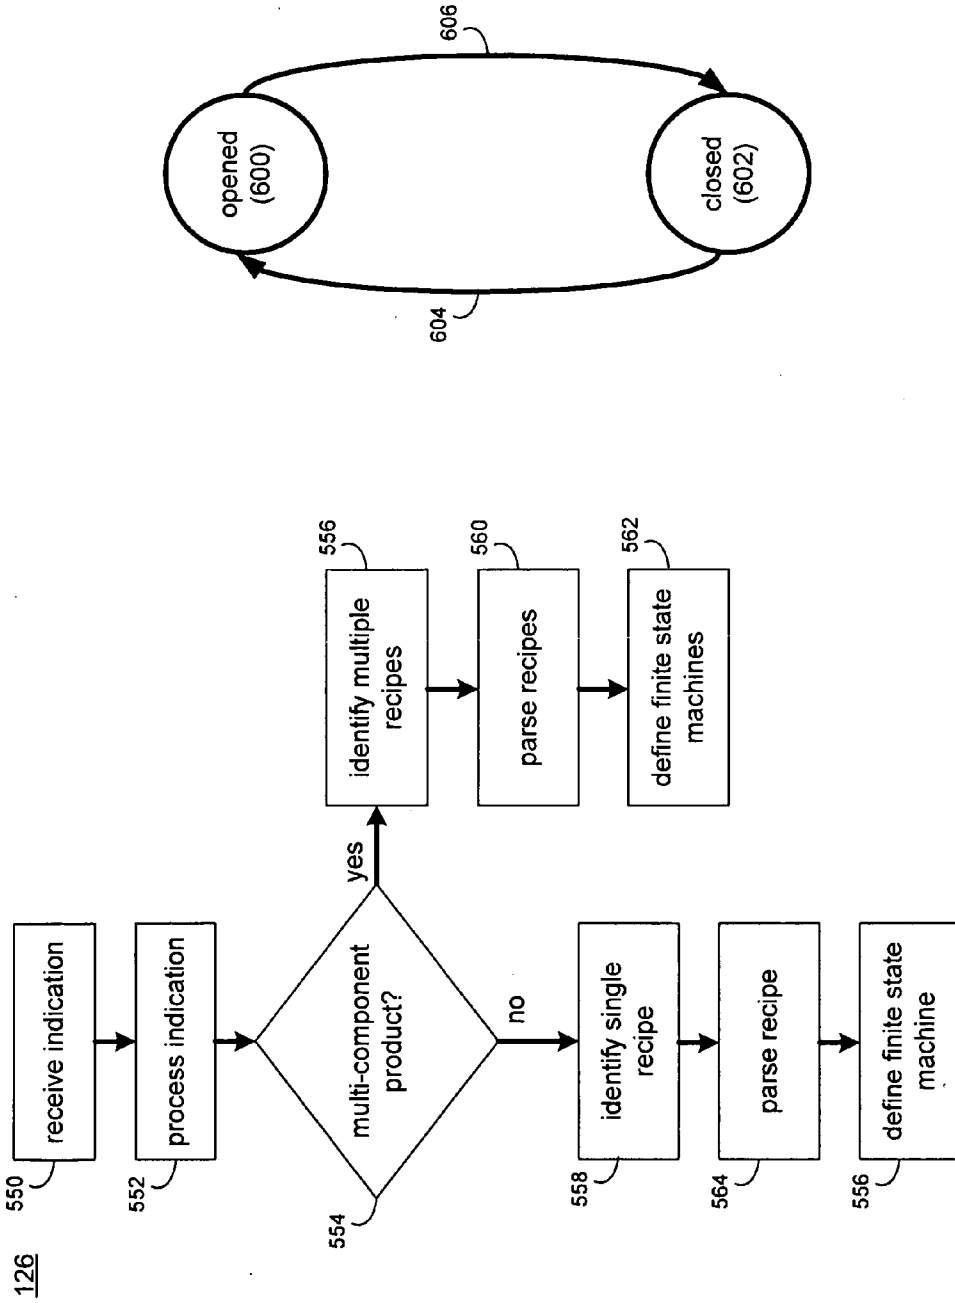 126
550
receive indication
552
process indication
554
multi-component
product?
yes
no
556
identify multiple
recipes
560
parse recipes
562
define finite state
machines
558
identify single
recipe
564
parse recipe
556
define finite state
machine
opened
(600)
604
606
closed
(602)